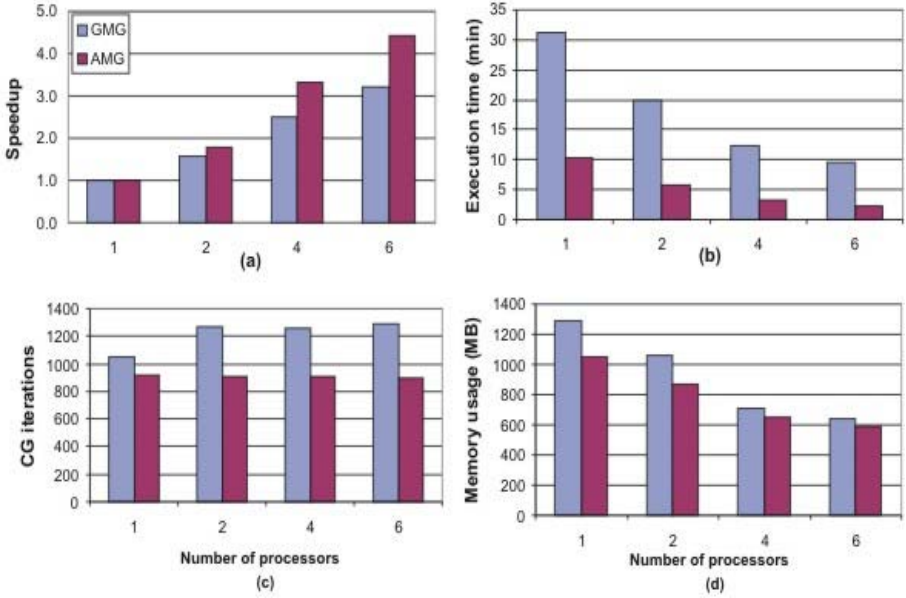 5.0
4.0
3.0
2.0
1.0
0.0
Speedup
GMG
AMG
1 2 4 6
(a)
35
30
25
20
15
10
5
0
Execution time (min)
1 2 4 6
(b)
1400
1200
1000
800
600
400
200
0
CG iterations
1 2 4 6
Number of processors
(c)
1400
1200
1000
800
600
400
200
0
Memory usage (MB)
1 2 4 6
Number of processors
(d)